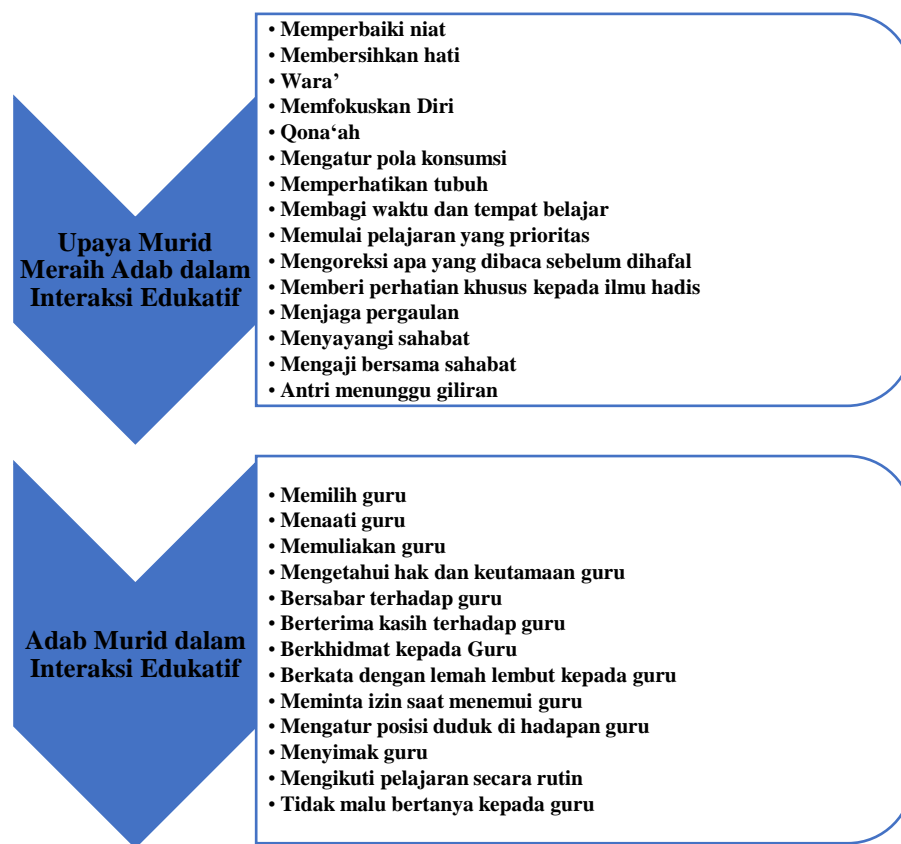 Upaya Murid
Meraih Adab dalam
Interaksi Edukatif
• Memperbaiki niat
• Membersihkan hati
• Wara’
• Memfokuskan Diri
• Qona‘ah
• Mengatur pola konsumsi
• Memperhatikan tubuh
• Membagi waktu dan tempat belajar
• Memulai pelajaran yang prioritas
• Mengoreksi apa yang dibaca sebelum dihafal
• Memberi perhatian khusus kepada ilmu hadis
• Menjaga pergaulan
• Menyayangi sahabat
• Mengaji bersama sahabat
• Antri menunggu giliran
Adab Murid dalam
Interaksi Edukatif
• Memilih guru
• Menaati guru
• Memuliakan guru
• Mengetahui hak dan keutamaan guru
• Bersabar terhadap guru
• Berterima kasih terhadap guru
• Berkhidmat kepada Guru
• Berkata dengan lemah lembut kepada guru
• Meminta izin saat menemui guru
• Mengatur posisi duduk di hadapan guru
• Menyimak guru
• Mengikuti pelajaran secara rutin
• Tidak malu bertanya kepada guru